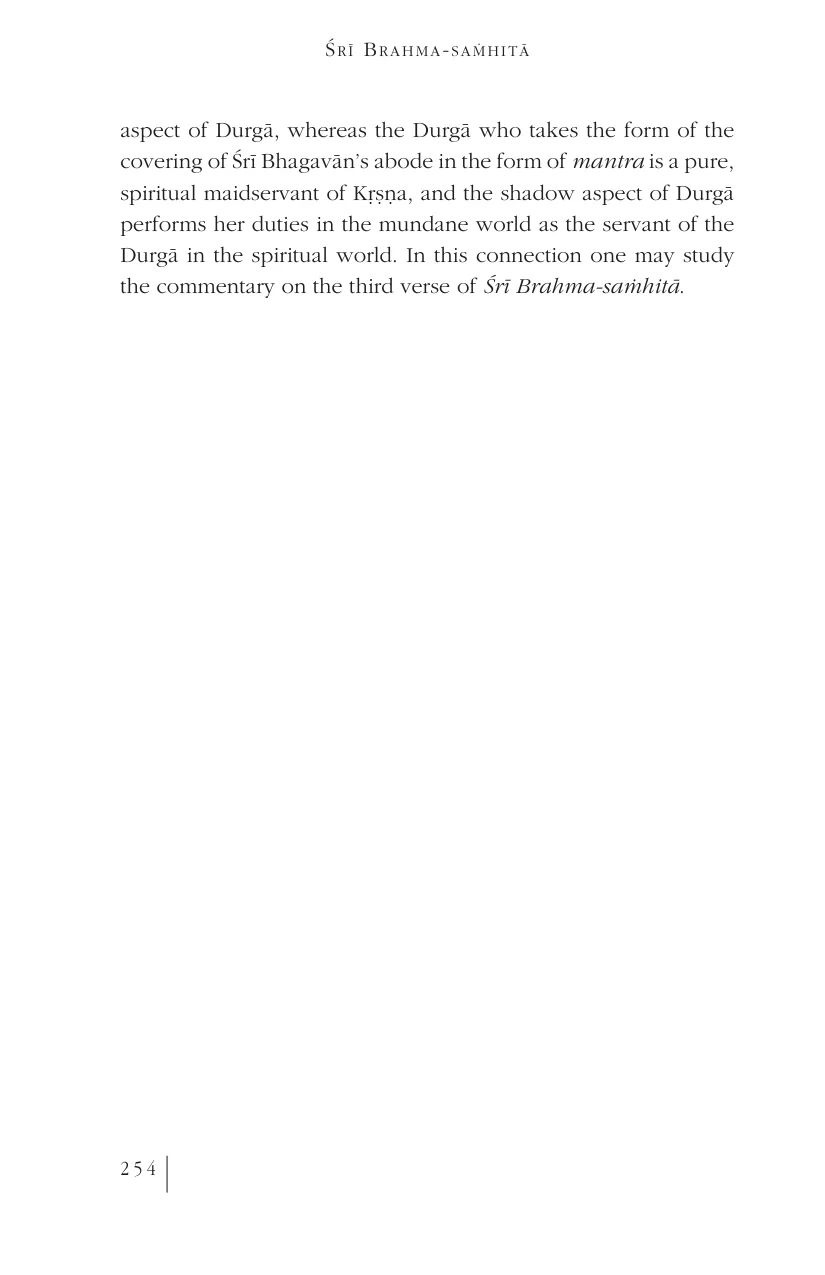 Śrī Brahma-saṁhitā
aspect of Durgā, whereas the Durgā who takes the form of the
covering of Śrī Bhagavān’s abode in the form of mantra is a pure,
spiritual maidservant of Kṛṣṇa, and the shadow aspect of Durgā
performs her duties in the mundane world as the servant of the
Durgā in the spiritual world. In this connection one may study
the commentary on the third verse of Śrī Brahma-saṁhitā.
254